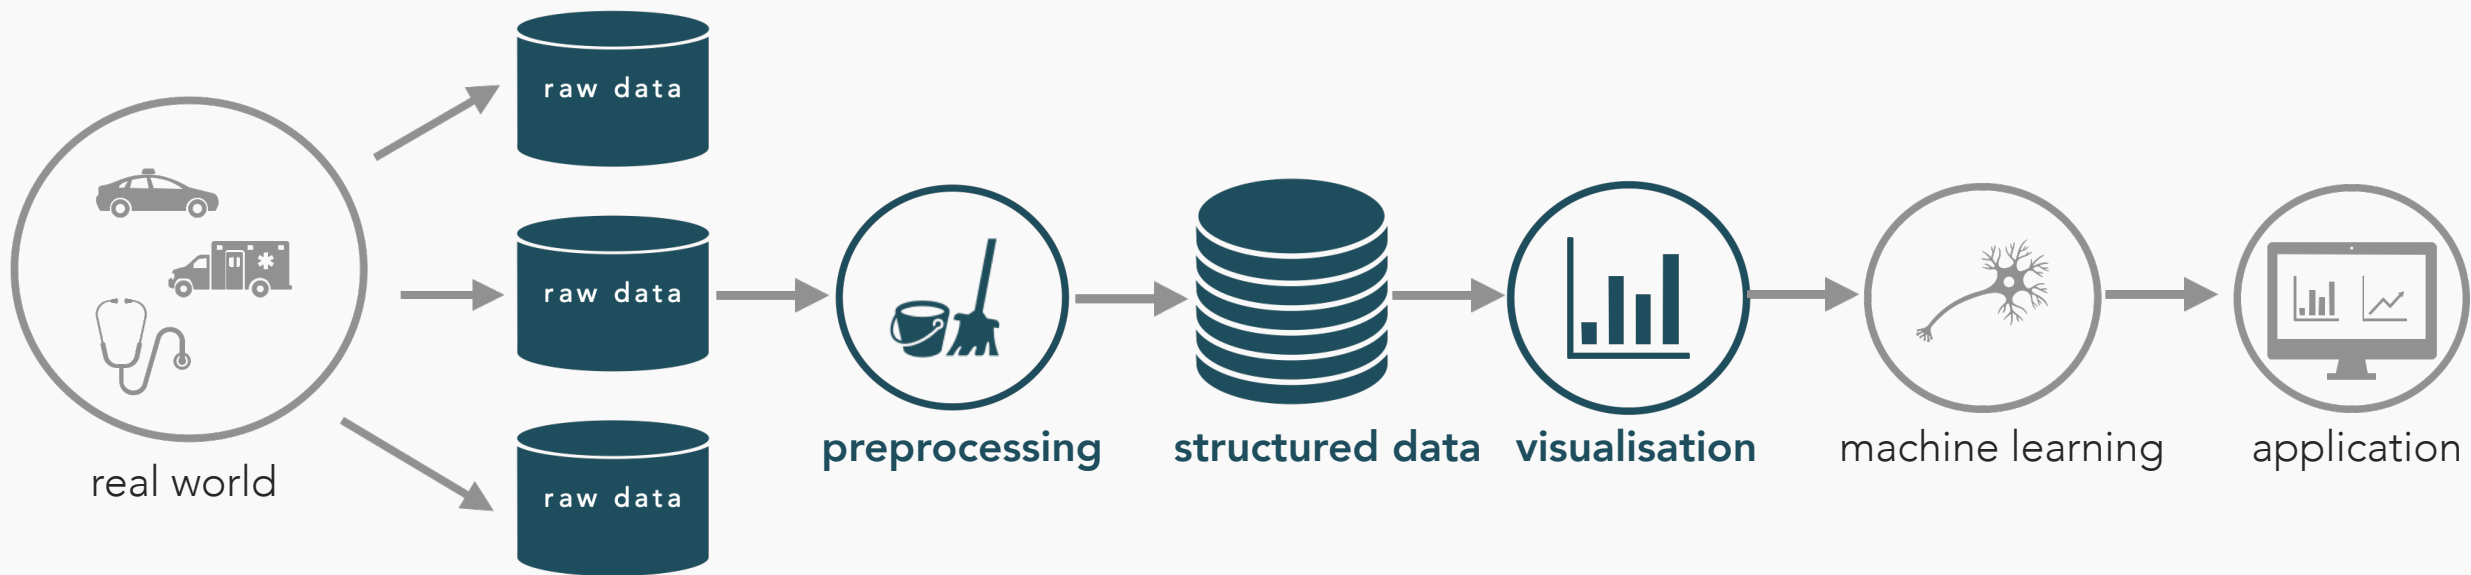 raw data
raw data
raw data
real world
preprocessing
structured data
visualisation
machine learning
application